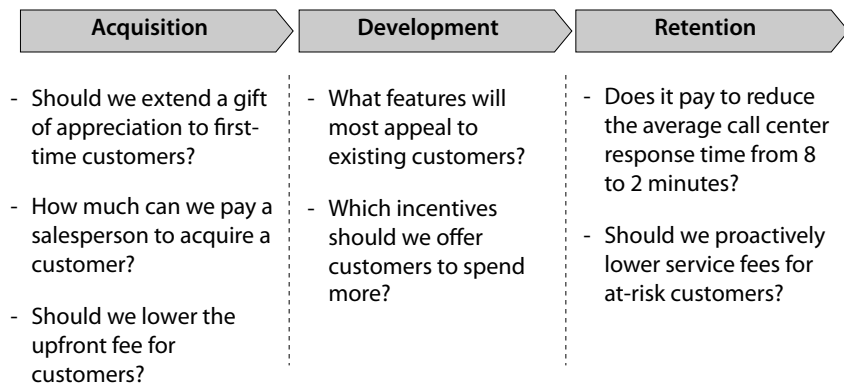 Acquisition
- Should we extend a gift
of appreciation to first-
time customers?
- How much can we pay a
salesperson to acquire a
customer?
- Should we lower the
upfront fee for
customers?
Development
- What features will
most appeal to
existing customers?
- Which incentives
should we offer
customers to spend
more?
Retention
- Does it pay to reduce
the average call center
response time from 8
to 2 minutes?
- Should we proactively
lower service fees for
at-risk customers?